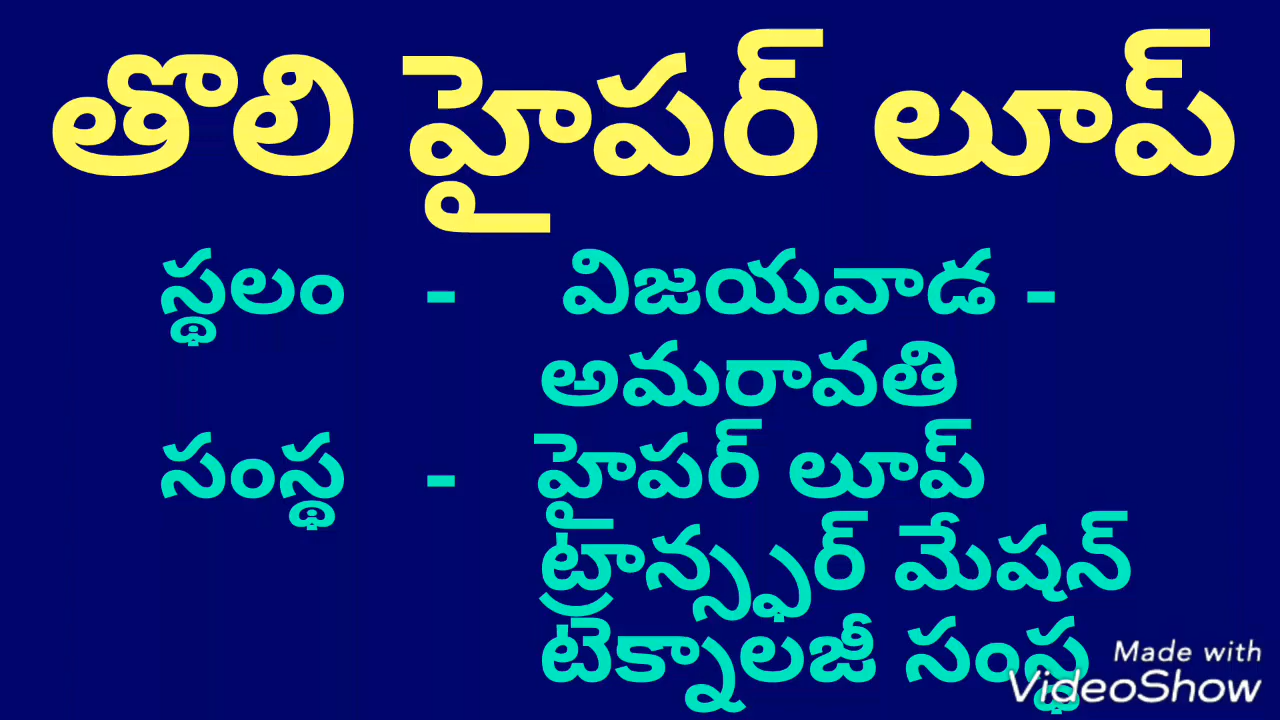 తొలి హైపర్ లూప్
స్థలం - విజయవాడ -
అమరావతి
సంస్థ - హైపర్ లూప్
ట్రాన్స్ఫర్ మేషన్
టెక్నాలజీ సంస్థ
Made with
VideoShow